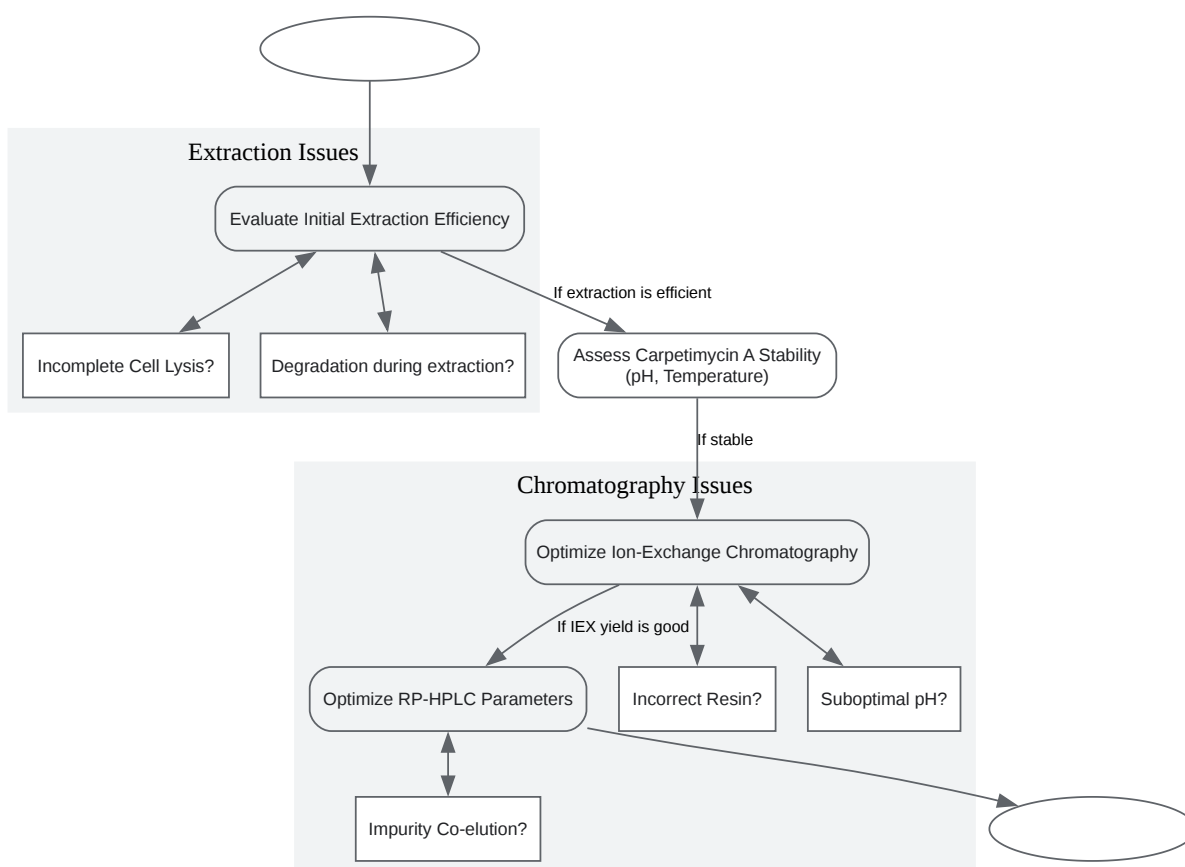 Extraction Issues
Evaluate Initial Extraction Efficiency
If extraction is efficient
Incomplete Cell Lysis?
Degradation during extraction?
Assess Carpetimycin A Stability
(pH, Temperature)
If stable
Chromatography Issues
Optimize Ion-Exchange Chromatography
If IEX yield is good
Optimize RP-HPLC Parameters
Incorrect Resin?
Suboptimal pH?
Impurity Co-elution?